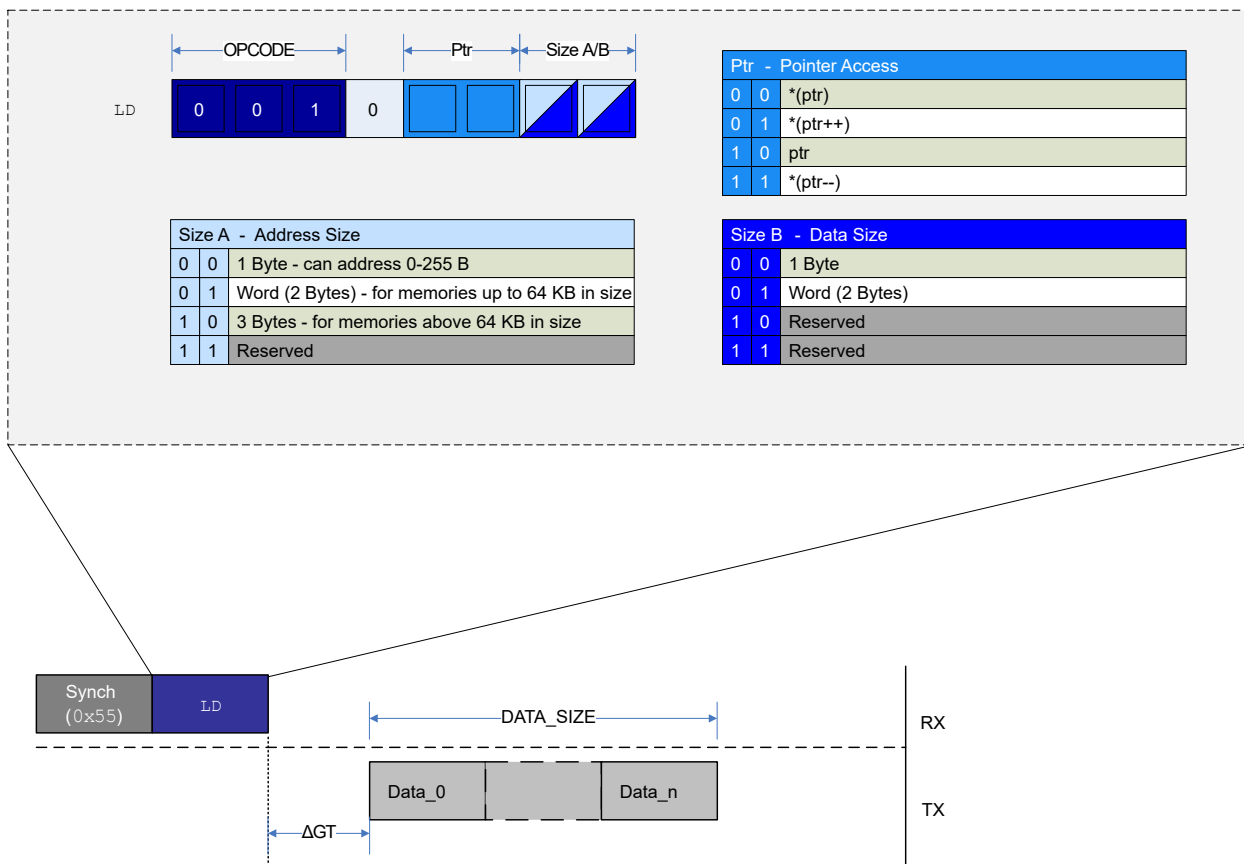 OPCODE Ptr Size A/B
LD 0 0 1 0
Ptr - Pointer Access
0 0 *(ptr)
0 1 *(ptr++)
1 0 ptr
1 1 *(ptr--)
Size A - Address Size
0 0 1 Byte - can address 0-255 B
0 1 Word (2 Bytes) - for memories up to 64 KB in size
1 0 3 Bytes - for memories above 64 KB in size
1 1 Reserved
Size B - Data Size
0 0 1 Byte
0 1 Word (2 Bytes)
1 0 Reserved
1 1 Reserved
Synch
(0x55)
LD
DATA_SIZE
RX
Data_0 Data_n
TX
ΔGT